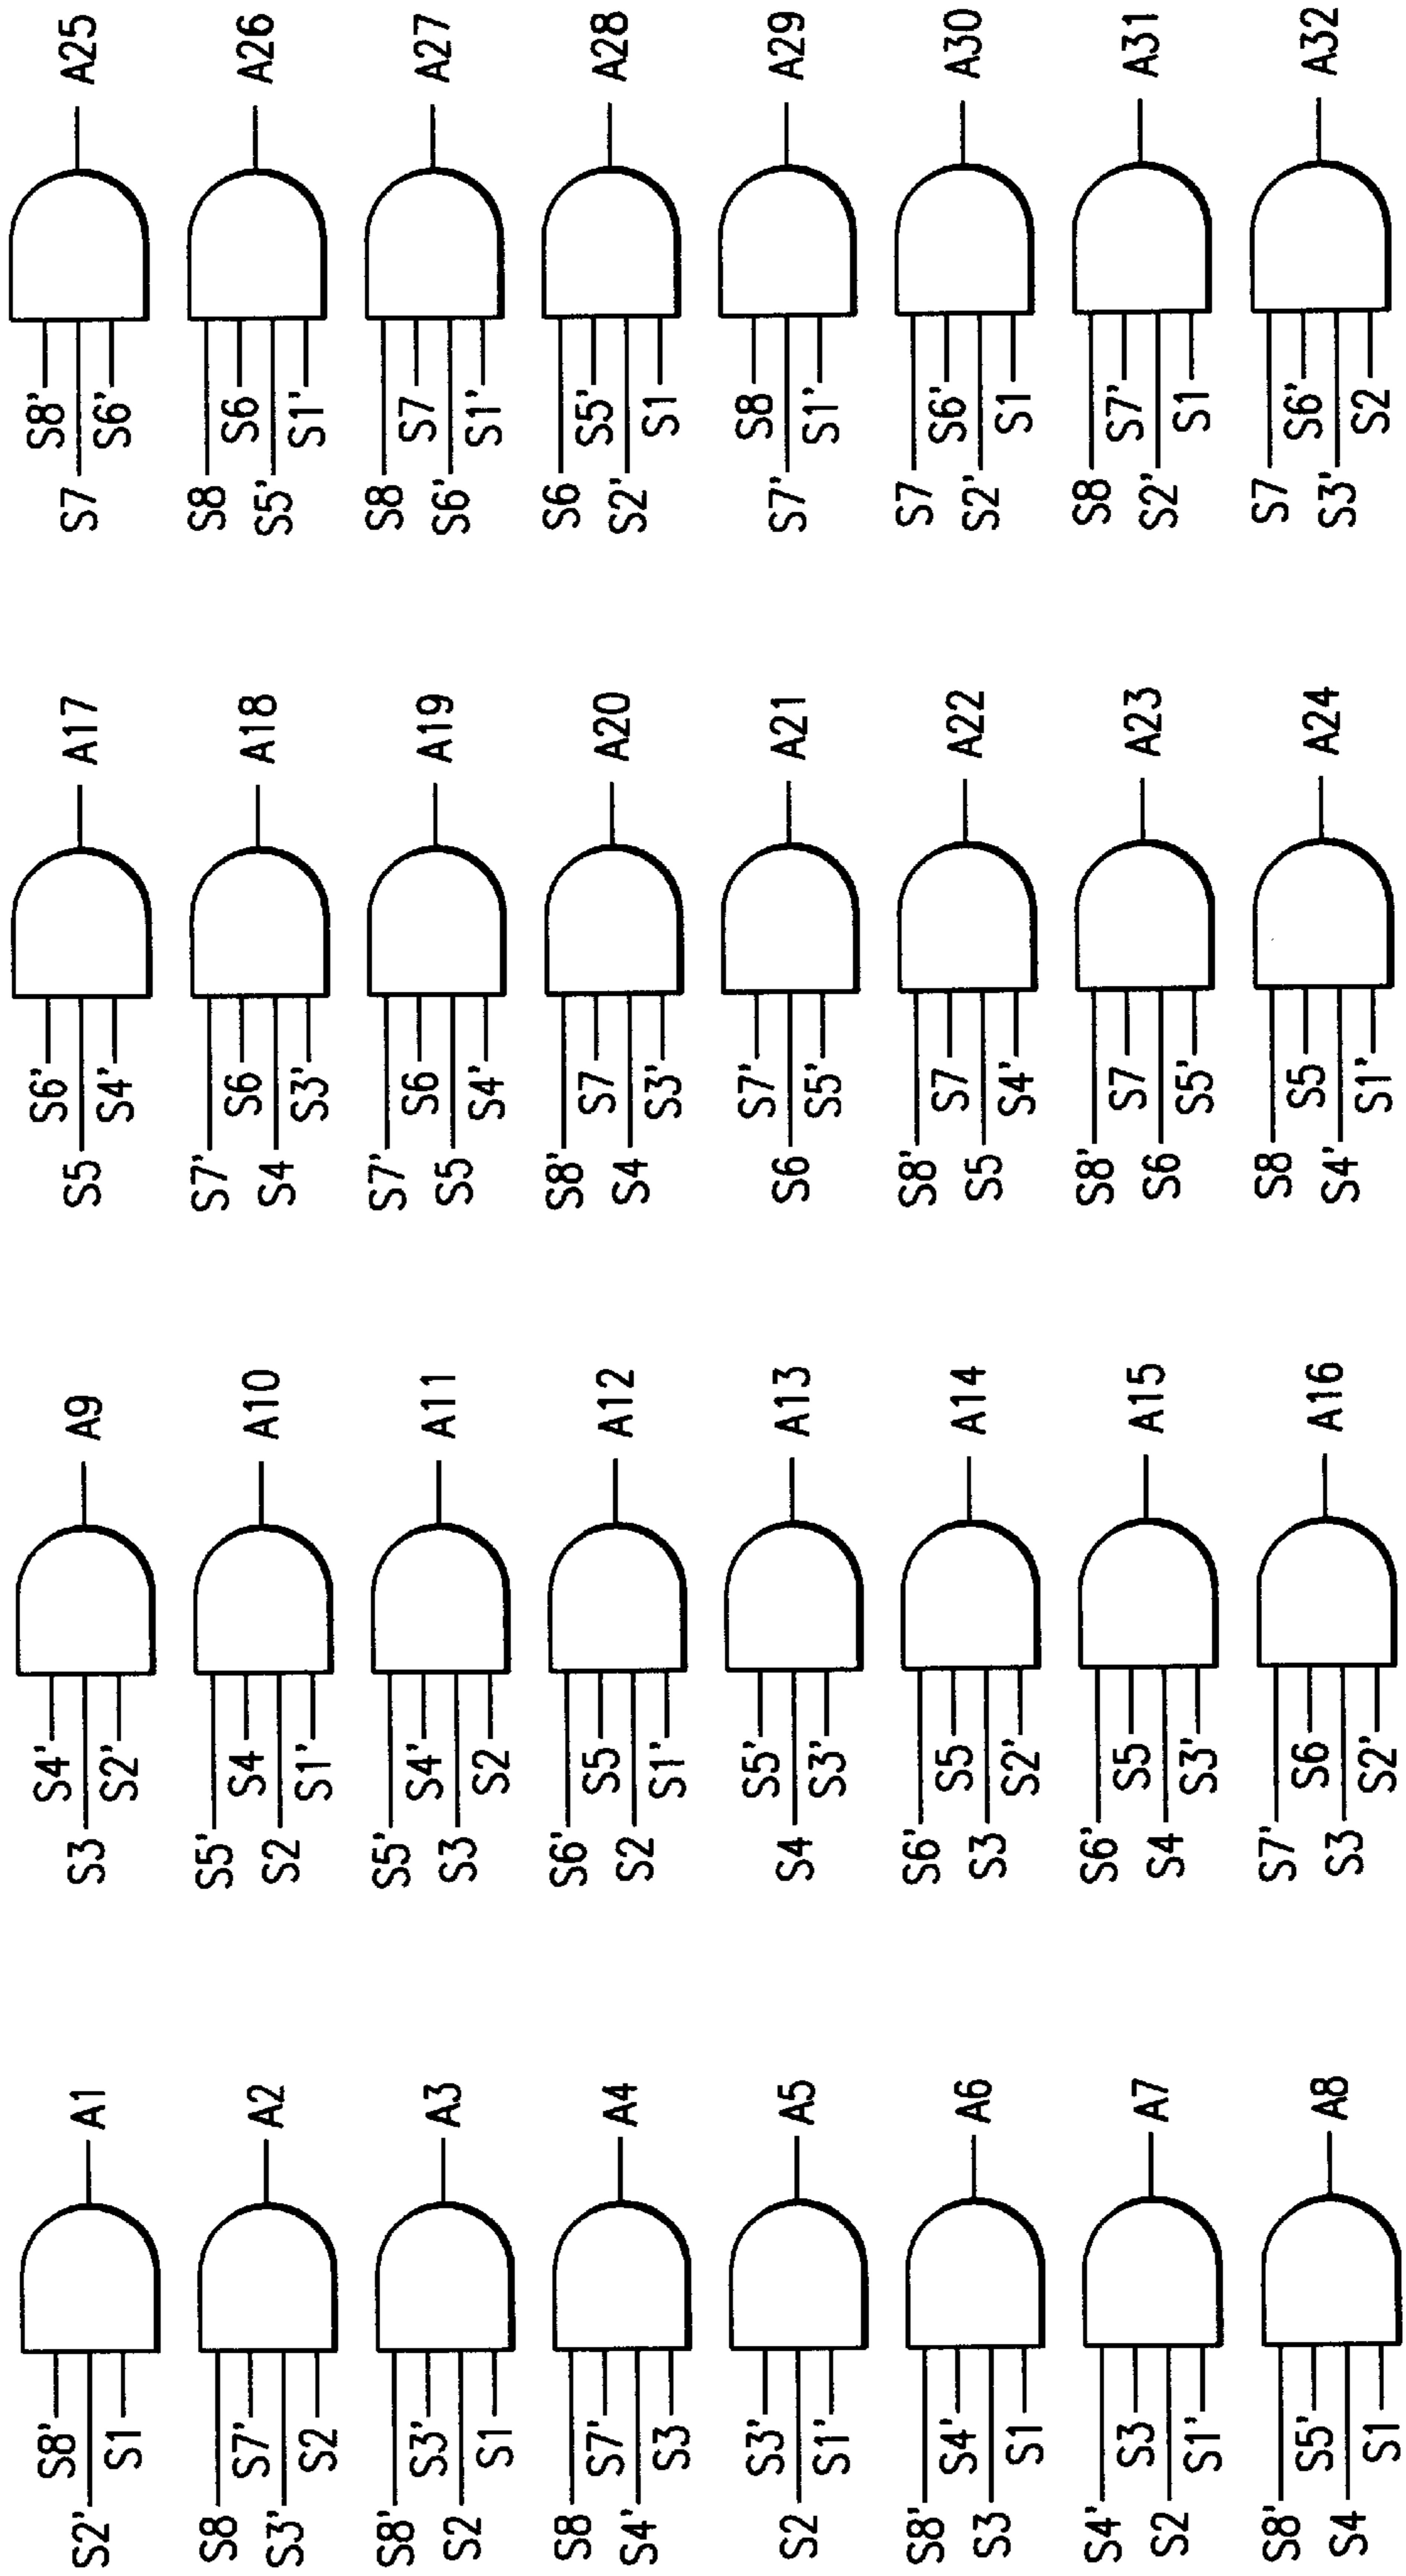 S8'
S2'
S1
A1
S8
S7'
S3'
S2
A2
S8'
S3'
S2
S1
A3
S8
S7'
S4'
S3
A4
S3'
S2
S1'
A5
S8'
S4'
S3
S1
A6
S4'
S3
S2
S1'
A7
S8'
S5'
S4
S1
A8
S4'
S3
S2'
A9
S5'
S4
S2
S1'
A10
S5'
S4'
S3
S2
A11
S6'
S5
S2
S1'
A12
S5'
S4
S3'
A13
S6'
S5
S3
S2'
A14
S6'
S5
S4
S3'
A15
S7'
S6
S3
S2'
A16
S6'
S5
S4'
A17
S7'
S6
S4
S3'
A18
S7'
S6
S5
S4'
A19
S8'
S7
S4
S3'
A20
S7'
S6
S5'
A21
S8'
S7
S5
S4'
A22
S8'
S7
S6
S5'
A23
S8
S5
S4'
S1'
A24
S8'
S7
S6'
A25
S8
S6
S5'
S1'
A26
S8
S7
S6'
S1'
A27
S6
S5'
S2'
S1
A28
S8
S7'
S1'
A29
S7
S6'
S2'
S1
A30
S8
S7'
S2'
S1
A31
S7
S6'
S3'
S2
A32